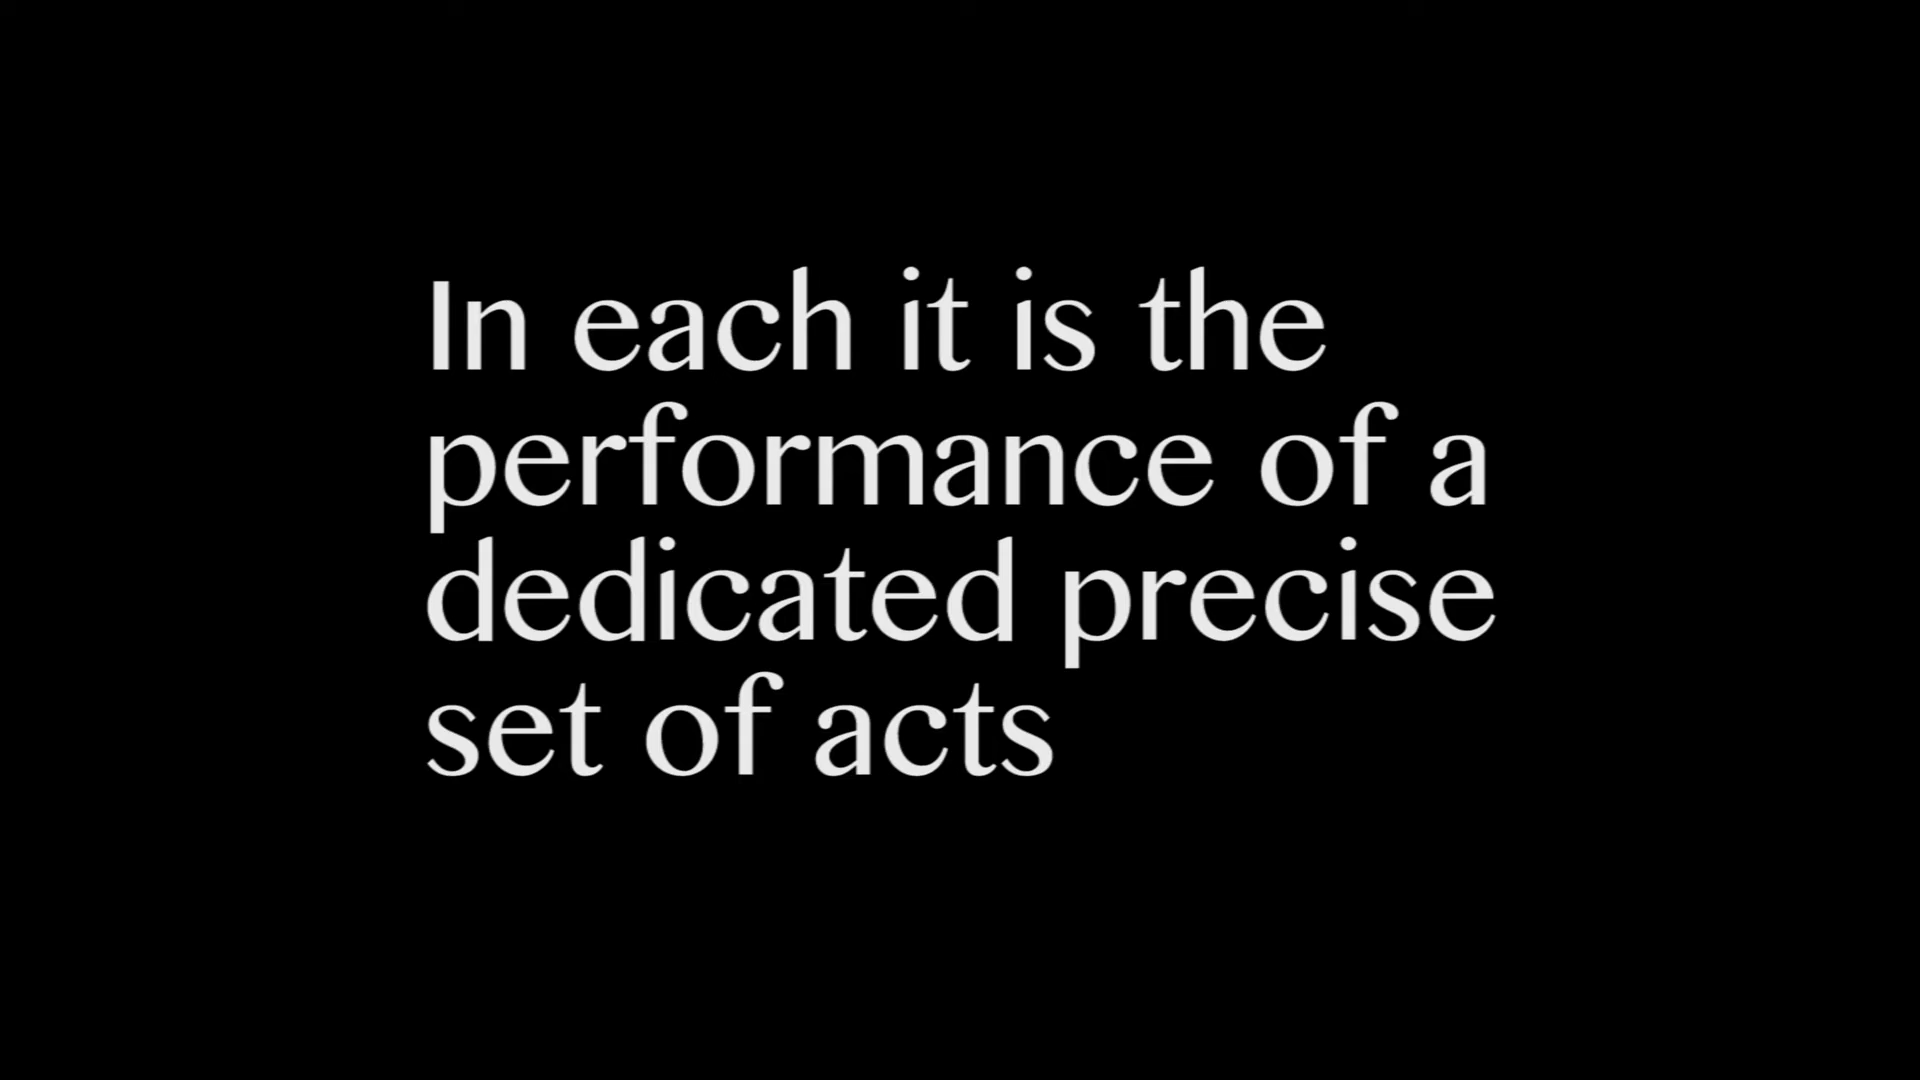 In each it is the
performance of a
dedicated precise
set of acts